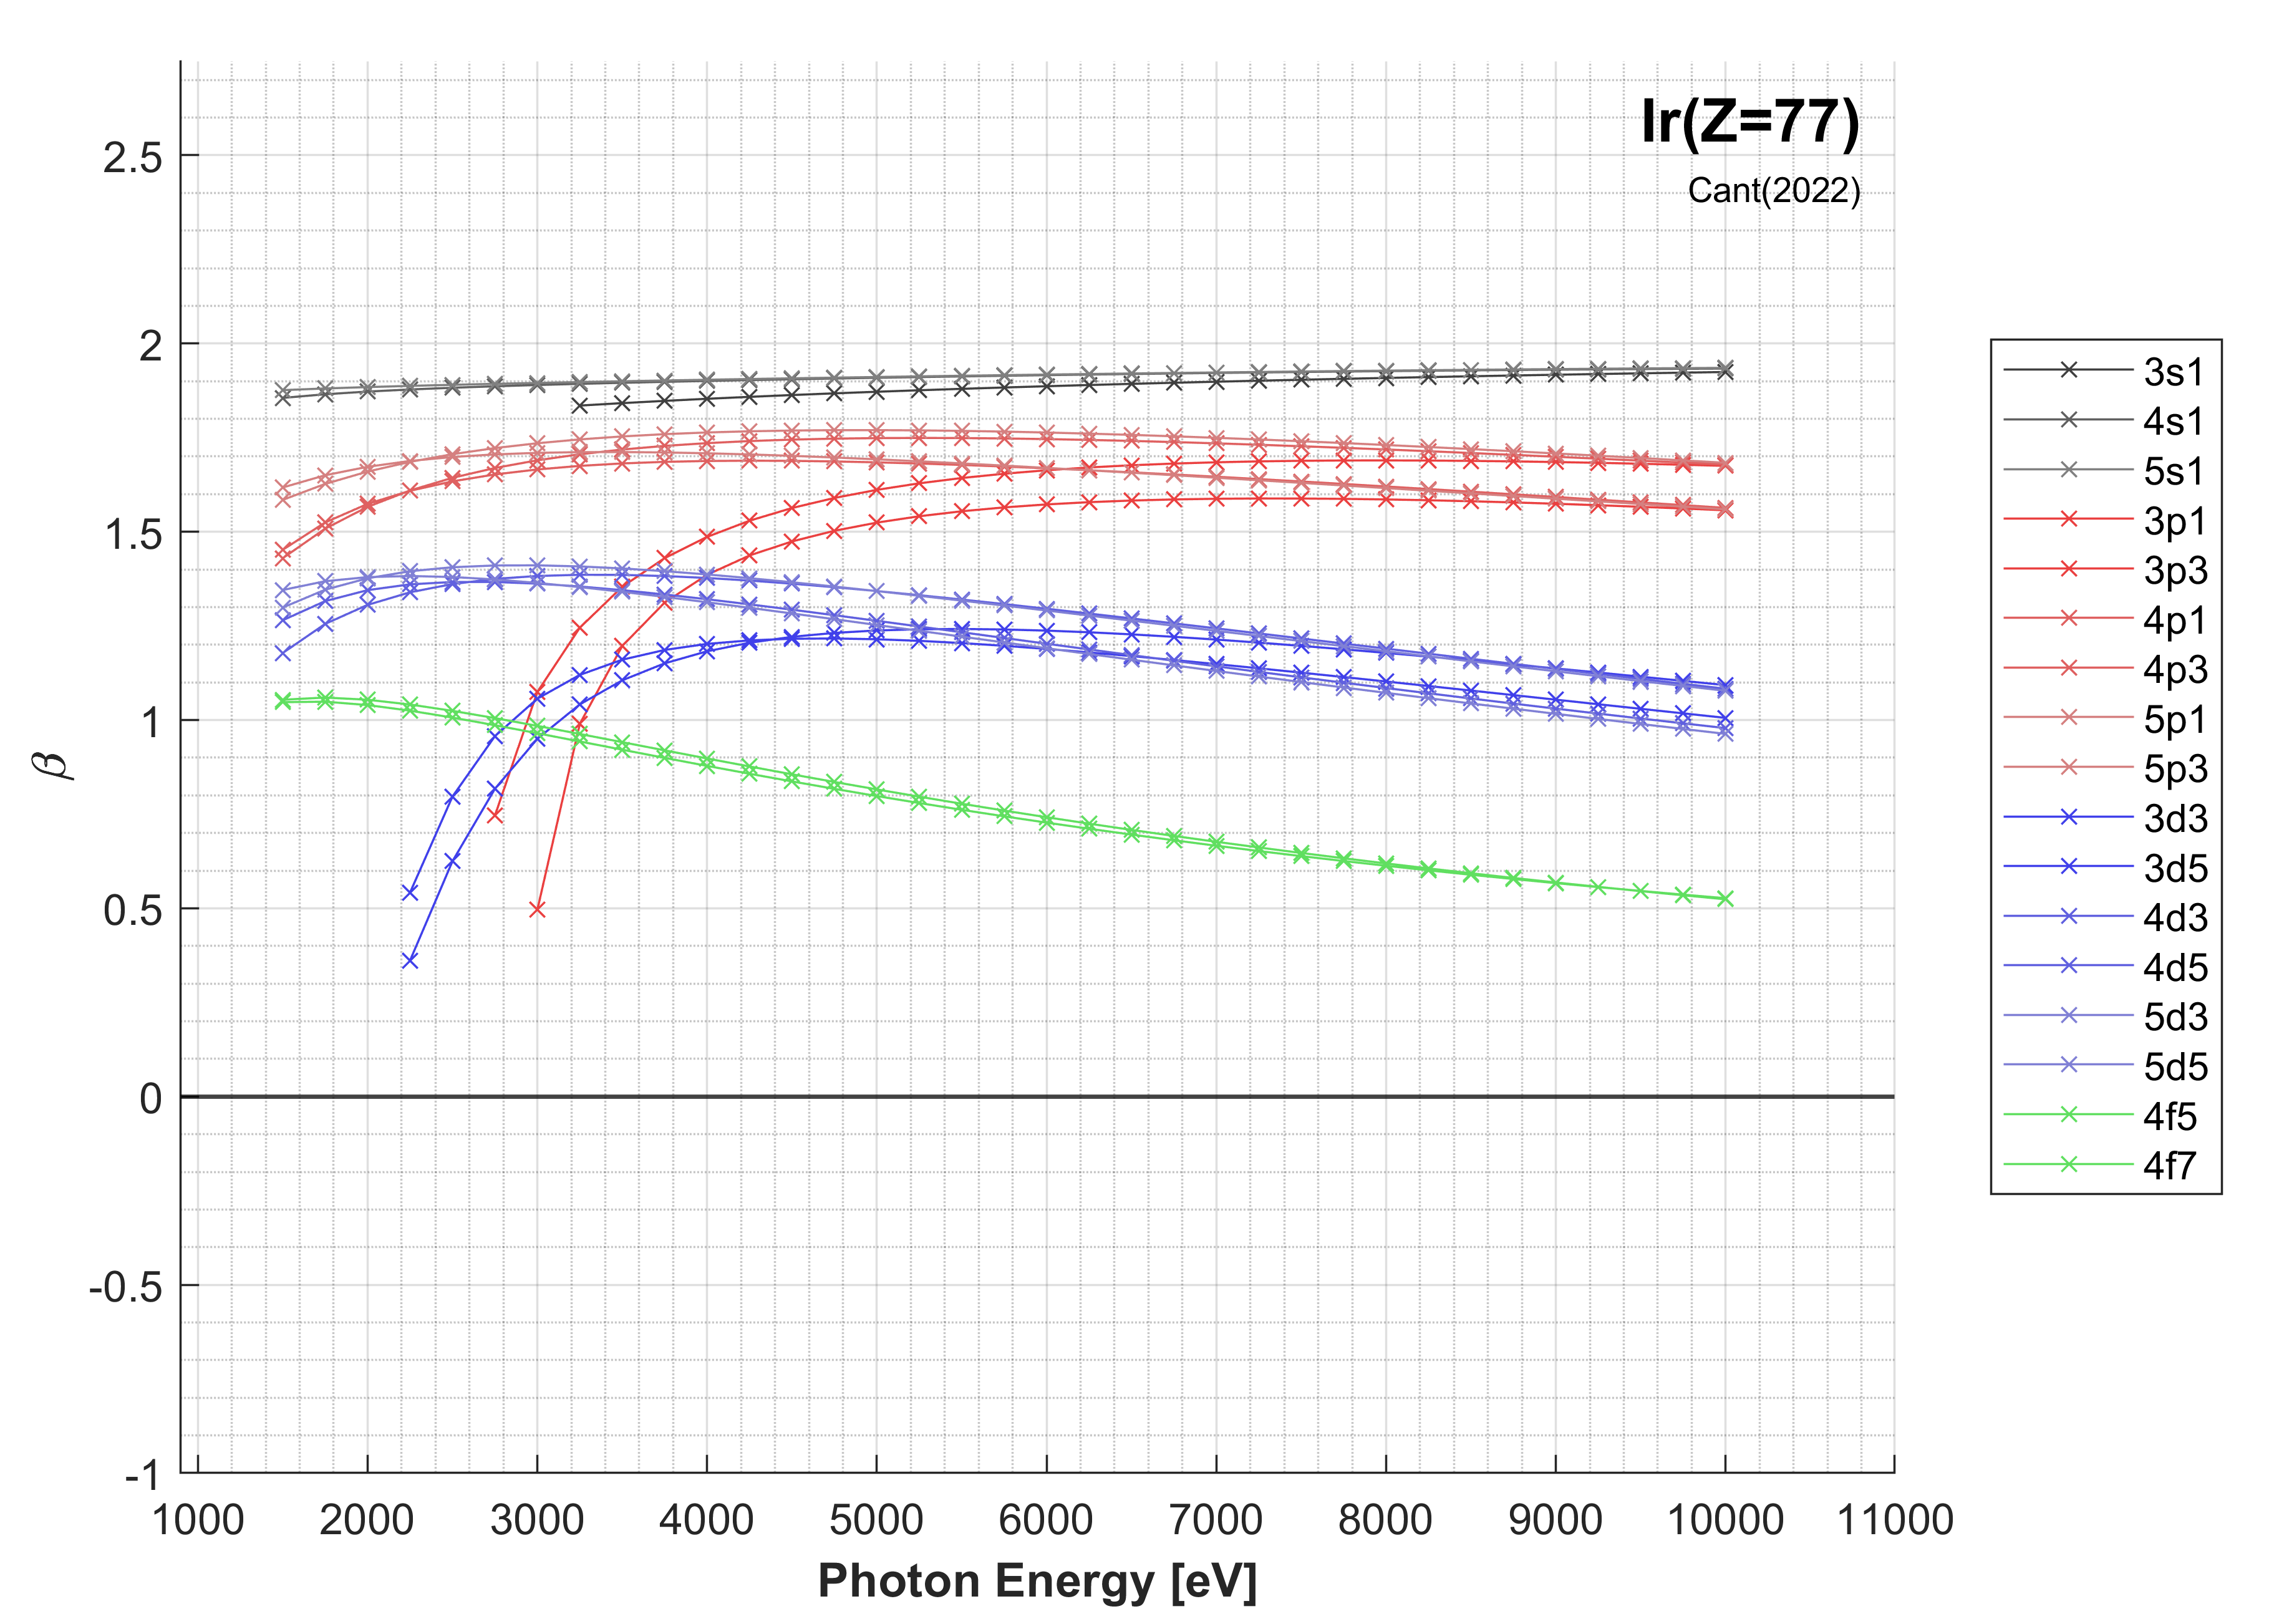 Ir(Z=77)
Cant(2022)
2.5
2
1.5
1
0.5
0
-0.5
-1
β
1000 2000 3000 4000 5000 6000 7000 8000 9000 10000 11000
Photon Energy [eV]
3s1
4s1
5s1
3p1
3p3
4p1
4p3
5p1
5p3
3d3
3d5
4d3
4d5
5d3
5d5
4f5
4f7